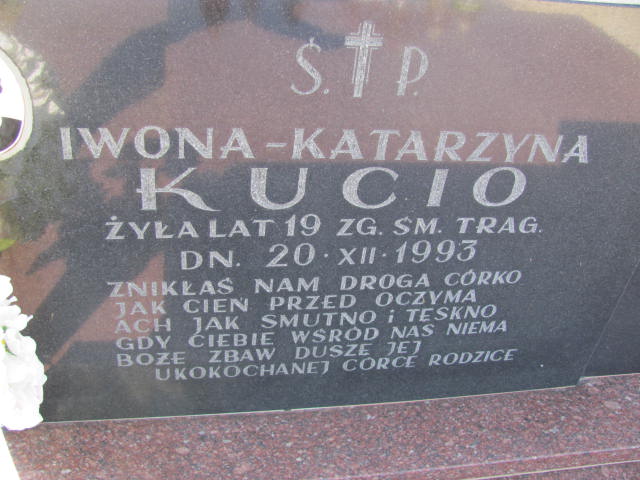 Ś. P.
IWONA-KATARZYNA
KUCIO
ŻYŁA LAT 19 ZG. ŚM. TRAG.
DN. 20·XII·1993
ZNIKŁAŚ NAM DROGA CÓRKO
JAK CIEŃ PRZED OCZYMA
ACH JAK SMUTNO i TĘSKNO
GDY CIEBIE WŚRÓD NAS NIEMA
BOŻE ZBAW DUSZĘ JEJ
UKOKOCHANEJ CÓRCE RODZICE